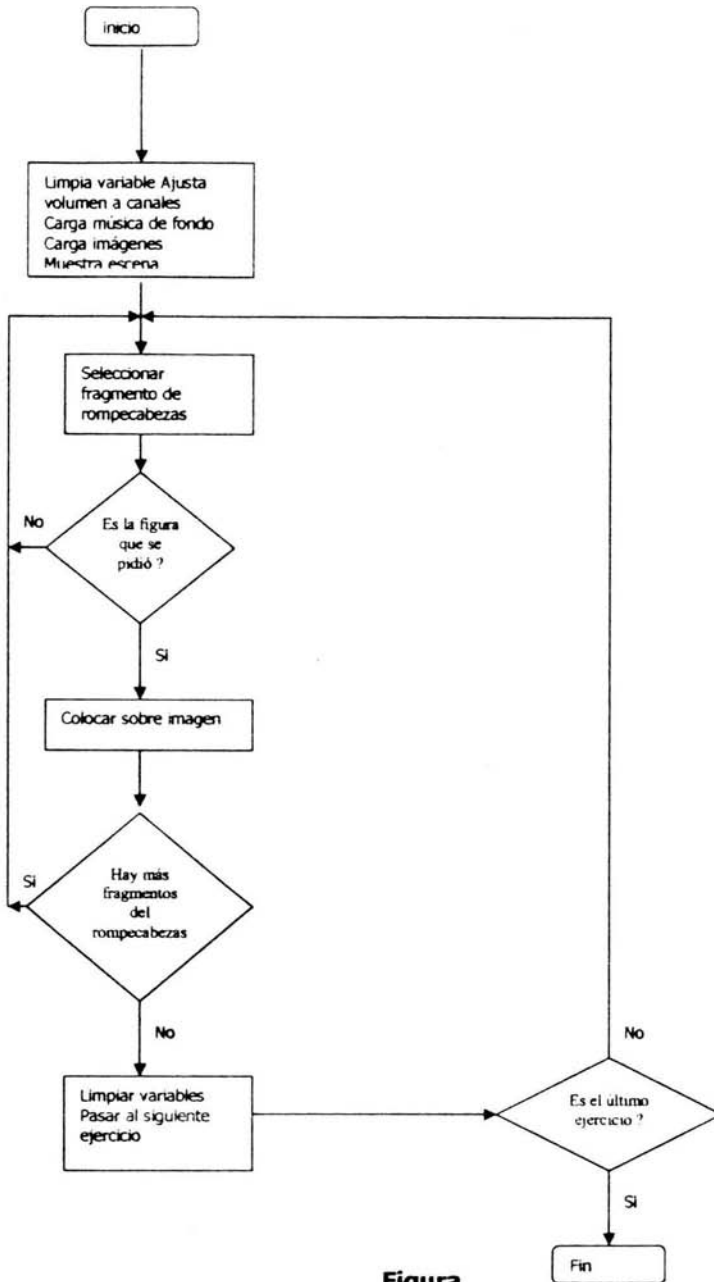 inicio
Limpia variable Ajusta
volumen a canales
Carga música de fondo
Carga imágenes
Muestra escena
Seleccionar
fragmento de
rompecabezas
No
Es la figura
que se
pidió ?
Si
Colocar sobre imagen
Si
Hay más
fragmentos
del
rompecabezas
No
Limpiar variables
Pasar al siguiente
ejercicio
No
Es el último
ejercicio ?
Si
Fin
Figura